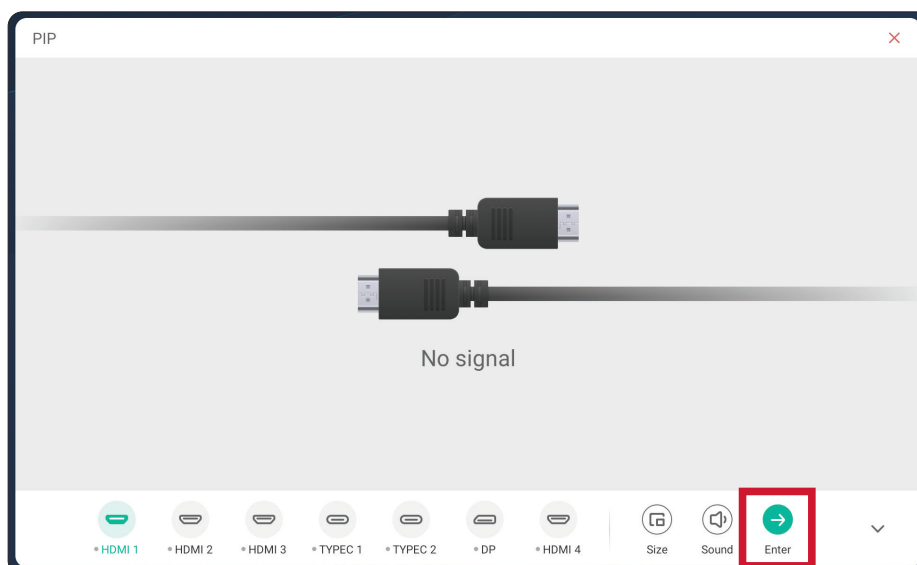 PIP
No signal
HDMI 1 HDMI 2 HDMI 3 TYPEC 1 TYPEC 2 DP HDMI 4 Size Sound Enter